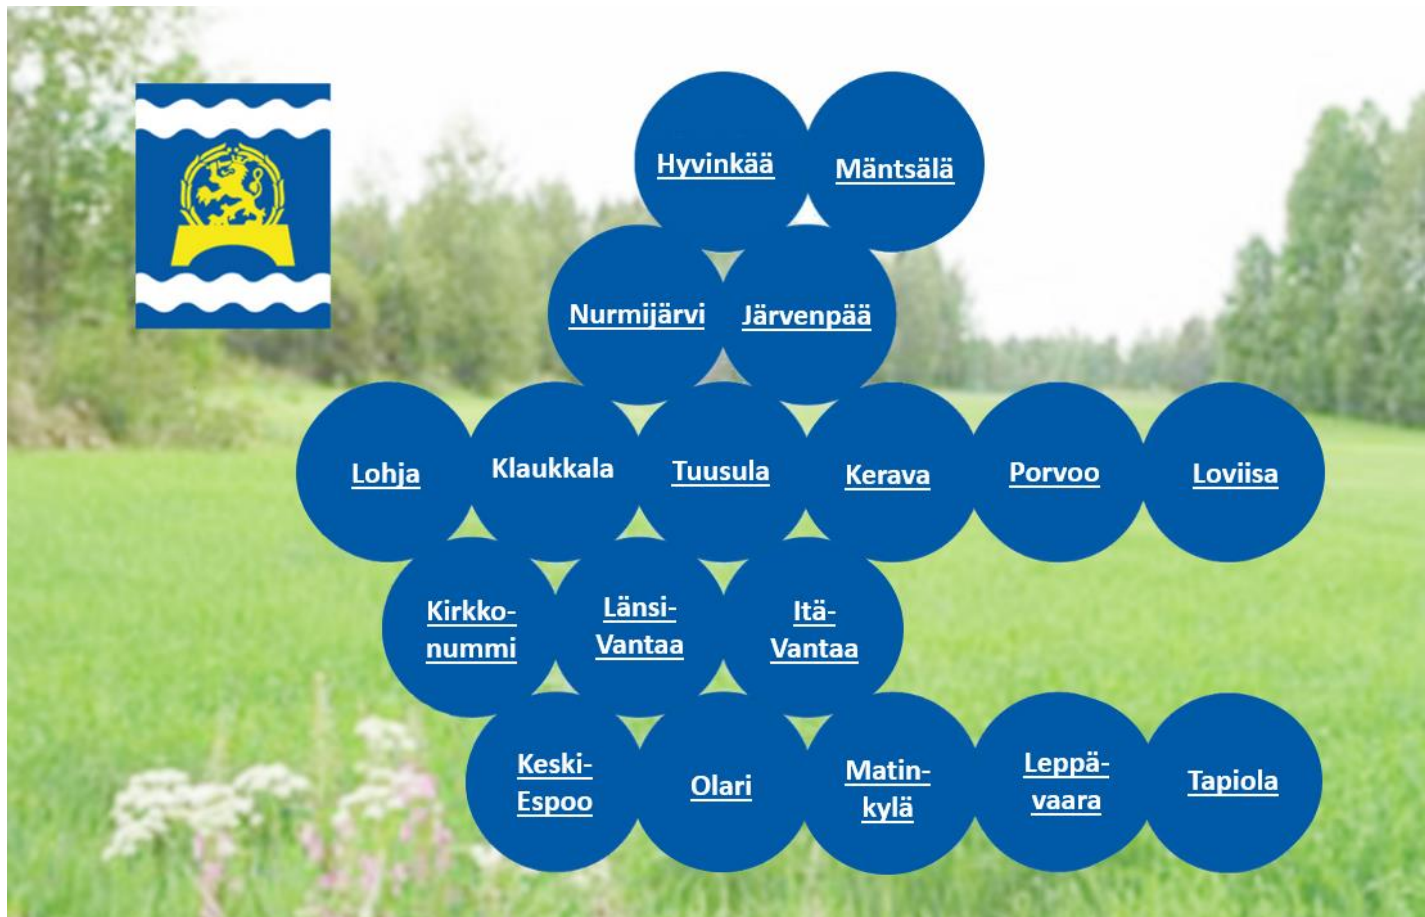 Hyvinkää
Mäntsälä
Nurmijärvi
Järvenpää
Lohja
Klaukkala
Tuusula
Kerava
Porvoo
Loviisa
Kirkko-
nummi
Länsi-
Vantaa
Itä-
Vantaa
Keski-
Espoo
Olari
Matin-
kylä
Leppä-
vaara
Tapiola